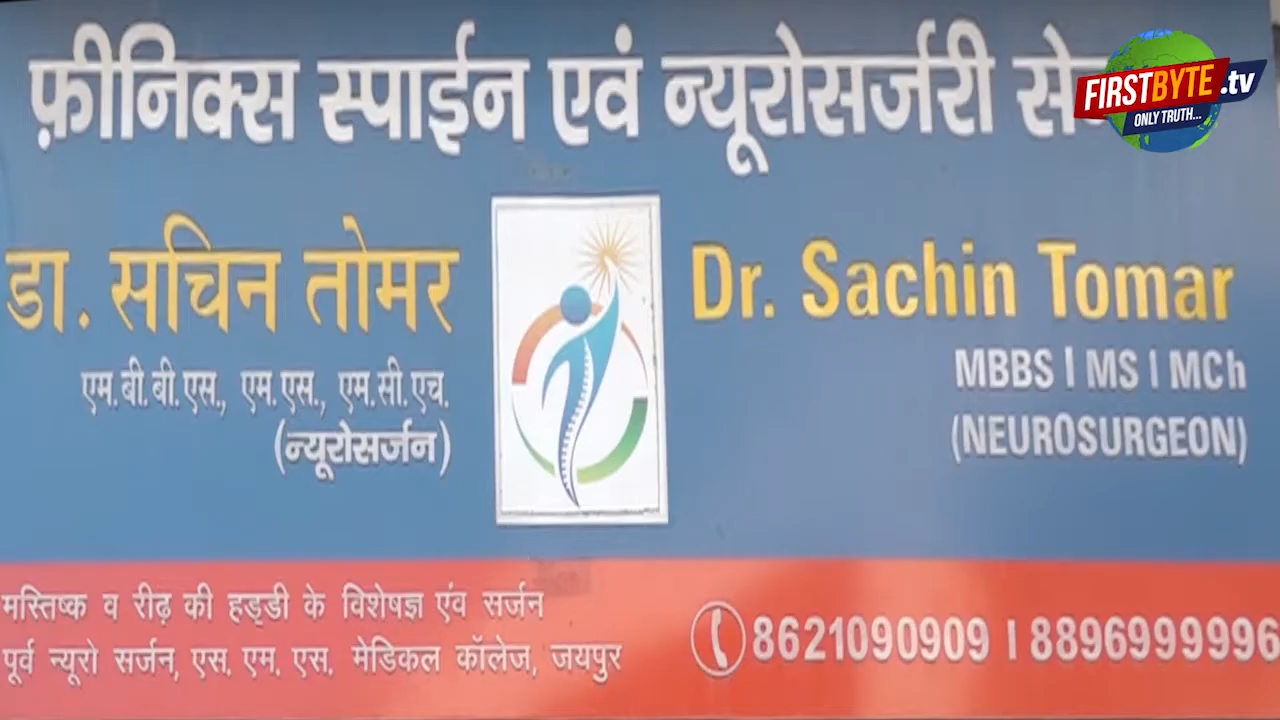 फ़ीनिक्स स्पाईन एवं न्यूरोसर्जरी
FIRSTBYTE.tv
ONLY TRUTH...
डा. सचिन तोमर
एम.बी.बी.एस., एम.एस., एम.सी.एच.
(न्यूरोसर्जन)
Dr. Sachin Tomar
MBBS | MS | MCh
(NEUROSURGEON)
मस्तिष्क व रीढ़ की हड्डी के विशेषज्ञ एंव सर्जन
पूर्व न्यूरो सर्जन, एस. एम. एस. मेडिकल कॉलेज, जयपुर
8621090909 | 8896999996